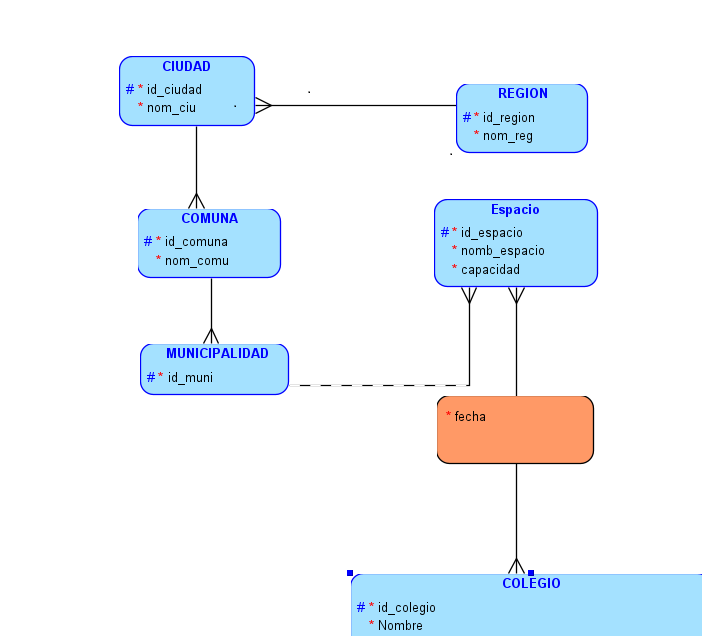 CIUDAD
# * id_ciudad
* nom_ciu
REGION
# * id_region
* nom_reg
COMUNA
# * id_comuna
* nom_comu
Espacio
# * id_espacio
* nomb_espacio
* capacidad
MUNICIPALIDAD
# * id_muni
* fecha
COLEGIO
# * id_colegio
* Nombre